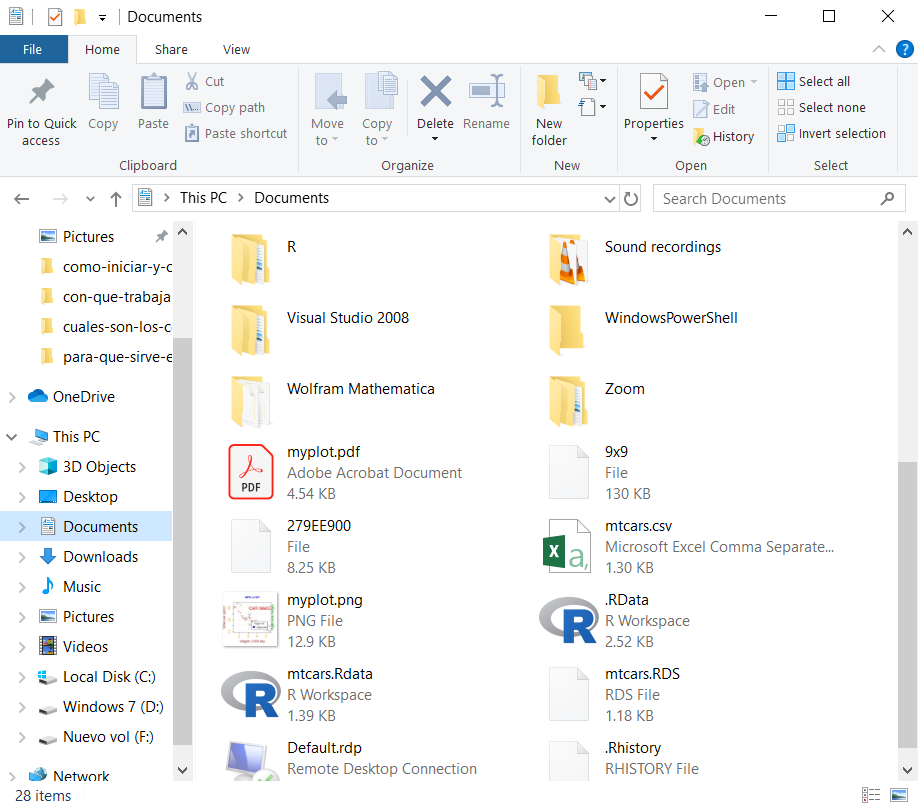 Documents
File
Home
Share
View
Pin to Quick access
Copy
Paste
Cut
Copy path
Paste shortcut
Clipboard
Move to
Copy to
Delete
Rename
Organize
New folder
New
Properties
Open
Edit
History
Open
Select all
Select none
Invert selection
Select
This PC > Documents
Search Documents
Pictures
como-iniciar-y-c
con-que-trabaja
cuales-son-los-c
para-que-sirve-e
OneDrive
This PC
3D Objects
Desktop
Documents
Downloads
Music
Pictures
Videos
Local Disk (C:)
Windows 7 (D:)
Nuevo vol (F:)
Network
R
Sound recordings
Visual Studio 2008
WindowsPowerShell
Wolfram Mathematica
Zoom
myplot.pdf
Adobe Acrobat Document
4.54 KB
PDF
9x9
File
130 KB
279EE900
File
8.25 KB
mtcars.csv
Microsoft Excel Comma Separate...
1.30 KB
myplot.png
PNG File
12.9 KB
.RData
R Workspace
2.52 KB
mtcars.Rdata
R Workspace
1.39 KB
mtcars.RDS
RDS File
1.18 KB
Default.rdp
Remote Desktop Connection
.Rhistory
RHISTORY File
28 items